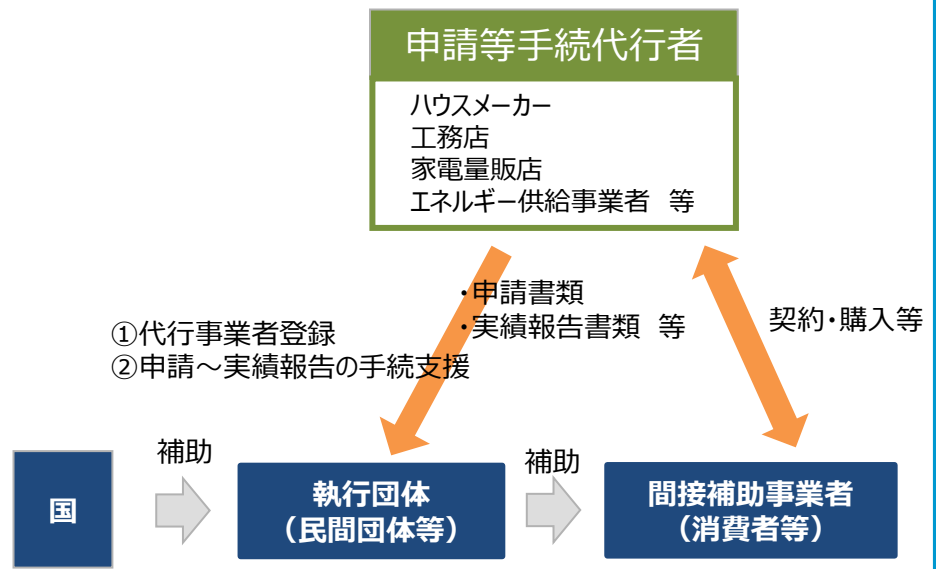 申請等手続代行者
ハウスメーカー
工務店
家電量販店
エネルギー供給事業者 等
・申請書類
・実績報告書類 等
契約・購入等
①代行事業者登録
②申請～実績報告の手続支援
国
補助
執行団体
（民間団体等）
補助
間接補助事業者
（消費者等）